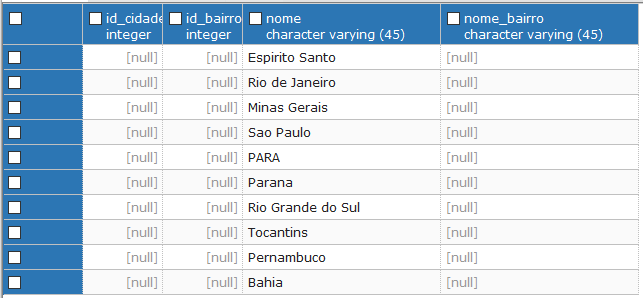 id_cidade id_bairro nome nome_bairro
integer integer character varying (45) character varying (45)
[null] [null] Espirito Santo [null]
[null] [null] Rio de Janeiro [null]
[null] [null] Minas Gerais [null]
[null] [null] Sao Paulo [null]
[null] [null] PARA [null]
[null] [null] Parana [null]
[null] [null] Rio Grande do Sul [null]
[null] [null] Tocantins [null]
[null] [null] Pernambuco [null]
[null] [null] Bahia [null]